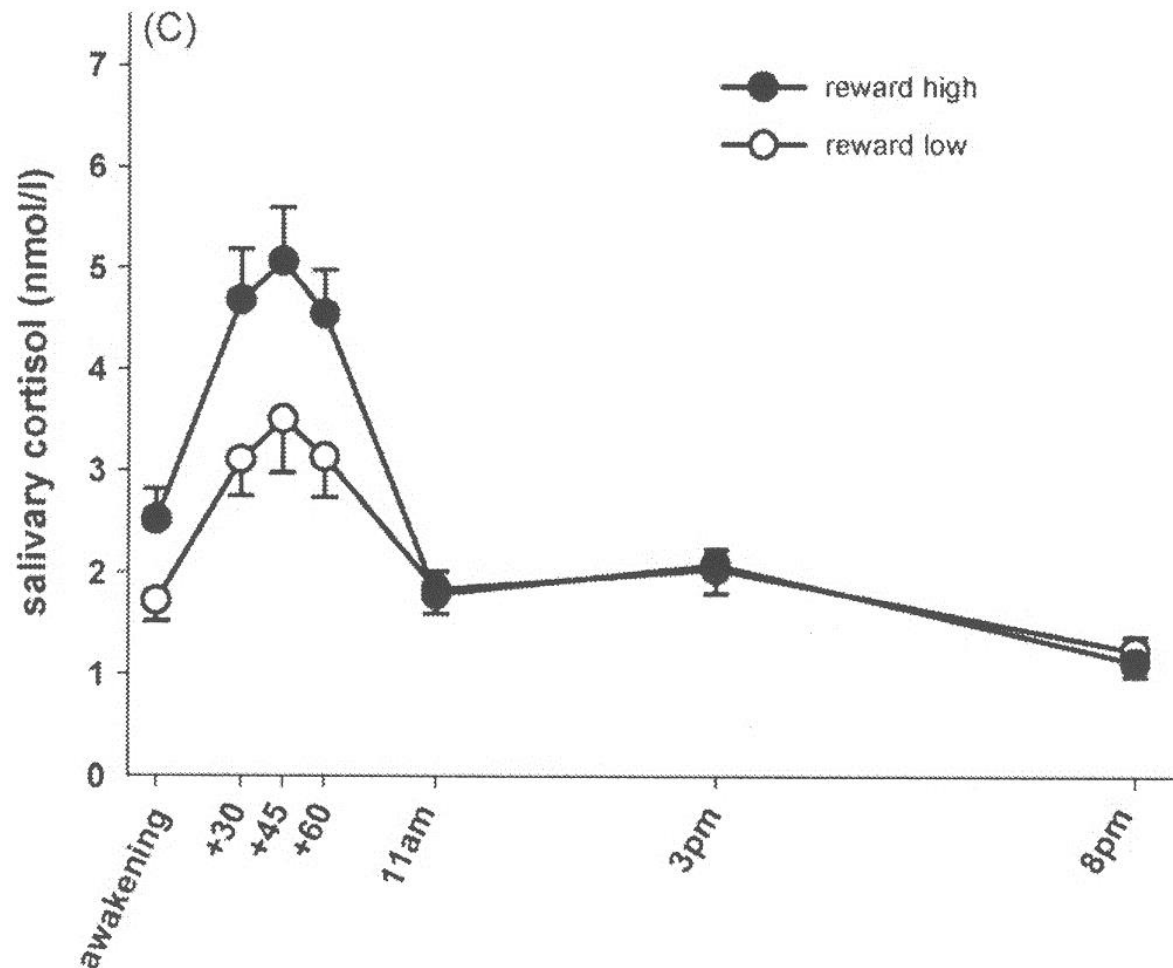 (C)
reward high
reward low
salivary cortisol (nmol/l)
7
6
5
4
3
2
1
0
awakening
+30
+45
+60
11am
3pm
8pm